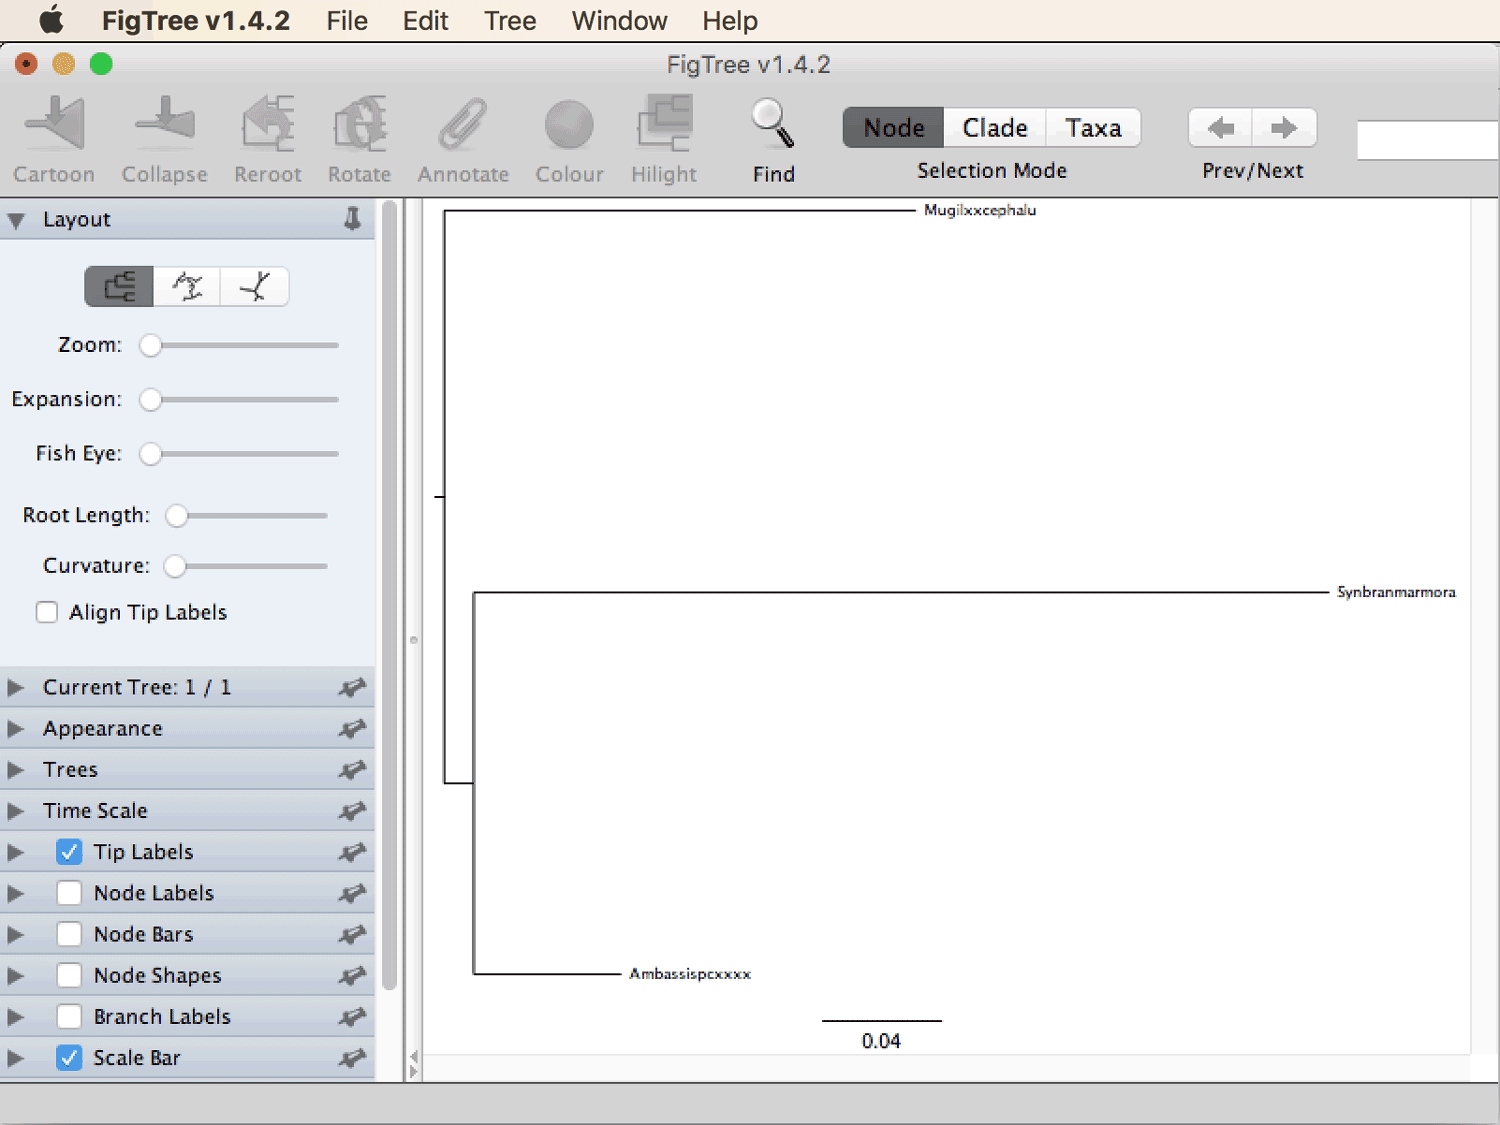 FigTree v1.4.2 File Edit Tree Window Help
FigTree v1.4.2
Cartoon Collapse Reroot Rotate Annotate Colour Hilight Find
Node Clade Taxa
Selection Mode
Prev/Next
Layout
Zoom:
Expansion:
Fish Eye:
Root Length:
Curvature:
Align Tip Labels
Current Tree: 1 / 1
Appearance
Trees
Time Scale
Tip Labels
Node Labels
Node Bars
Node Shapes
Branch Labels
Scale Bar
Mugilxxcephalu
Synbranmarmora
Ambassispcxxxx
0.04